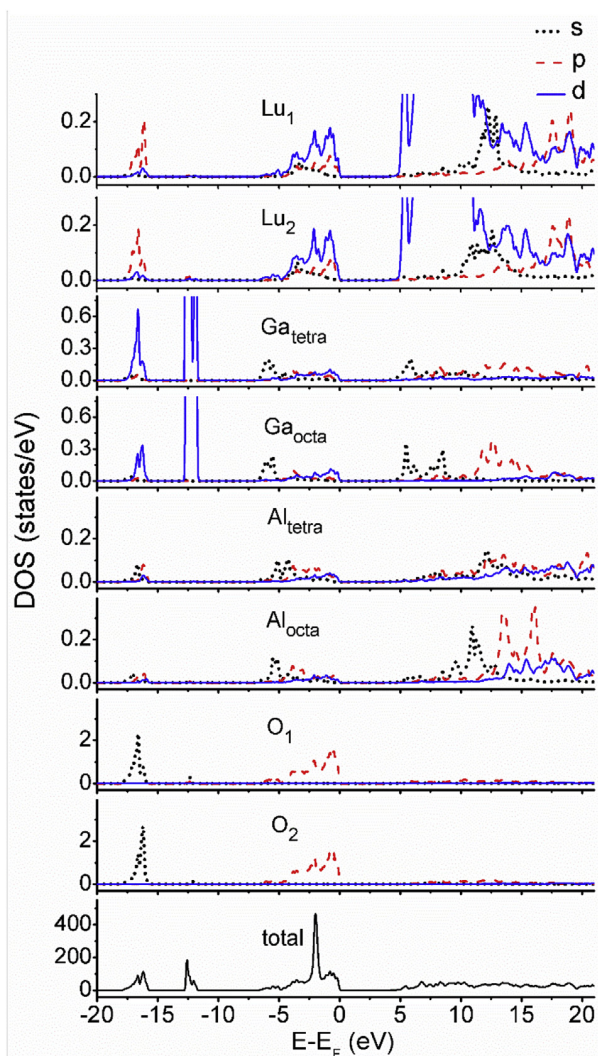 s
p
d
Lu1
0.2
0.0
Lu2
0.2
0.0
Gatetra
0.6
0.3
0.0
Gaocta
0.6
0.3
0.0
Altetra
0.2
0.0
Alocta
0.2
0.0
O1
2
0
O2
2
0
total
400
200
0
DOS (states/eV)
-20 -15 -10 -5 0 5 10 15 20
E-EF (eV)